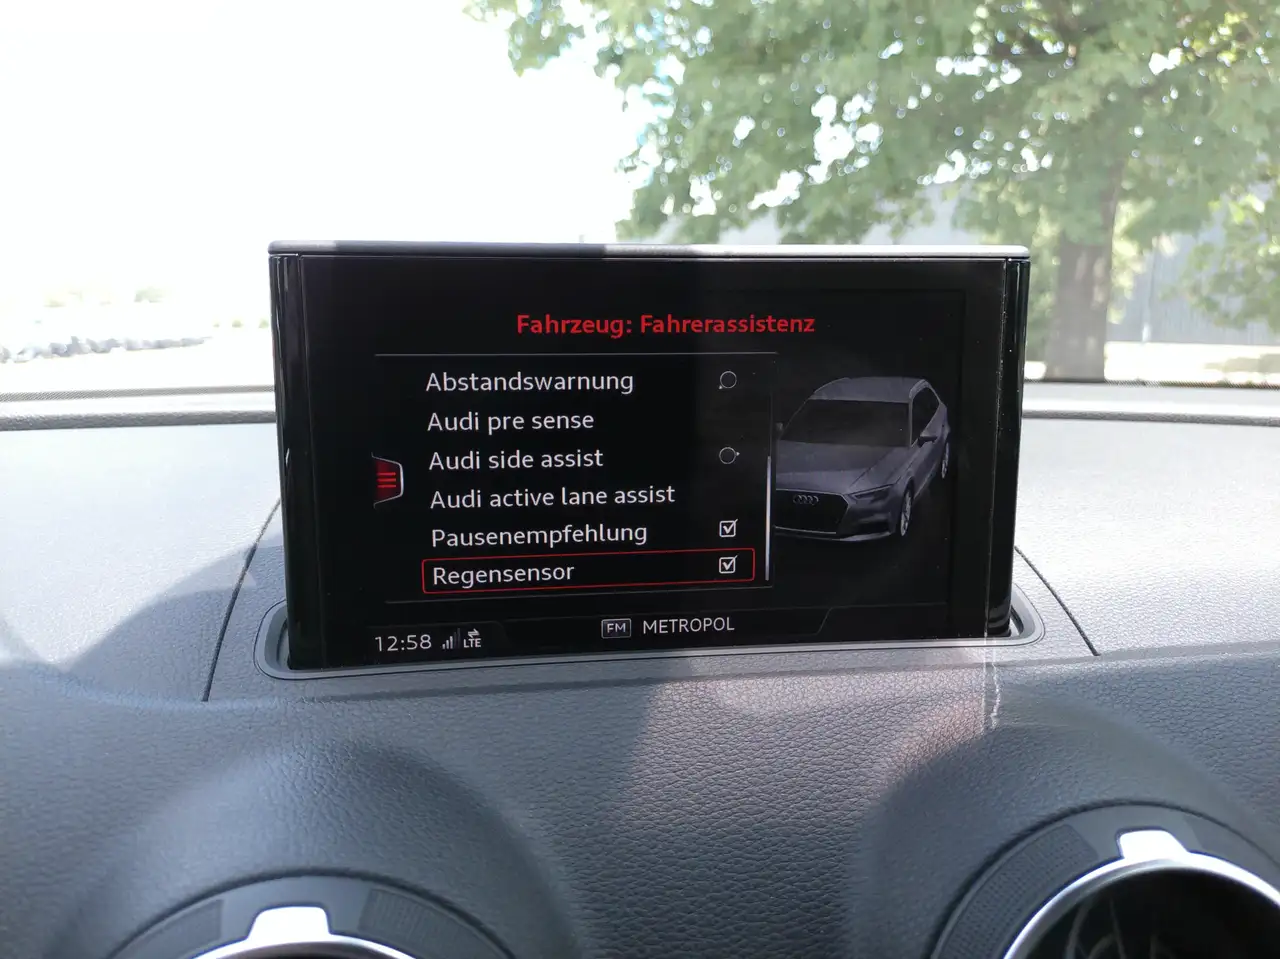 Fahrzeug: Fahrerassistenz
Abstandswarnung
Audi pre sense
Audi side assist
Audi active lane assist
Pausenempfehlung
Regensensor
12:58 LTE FM METROPOL